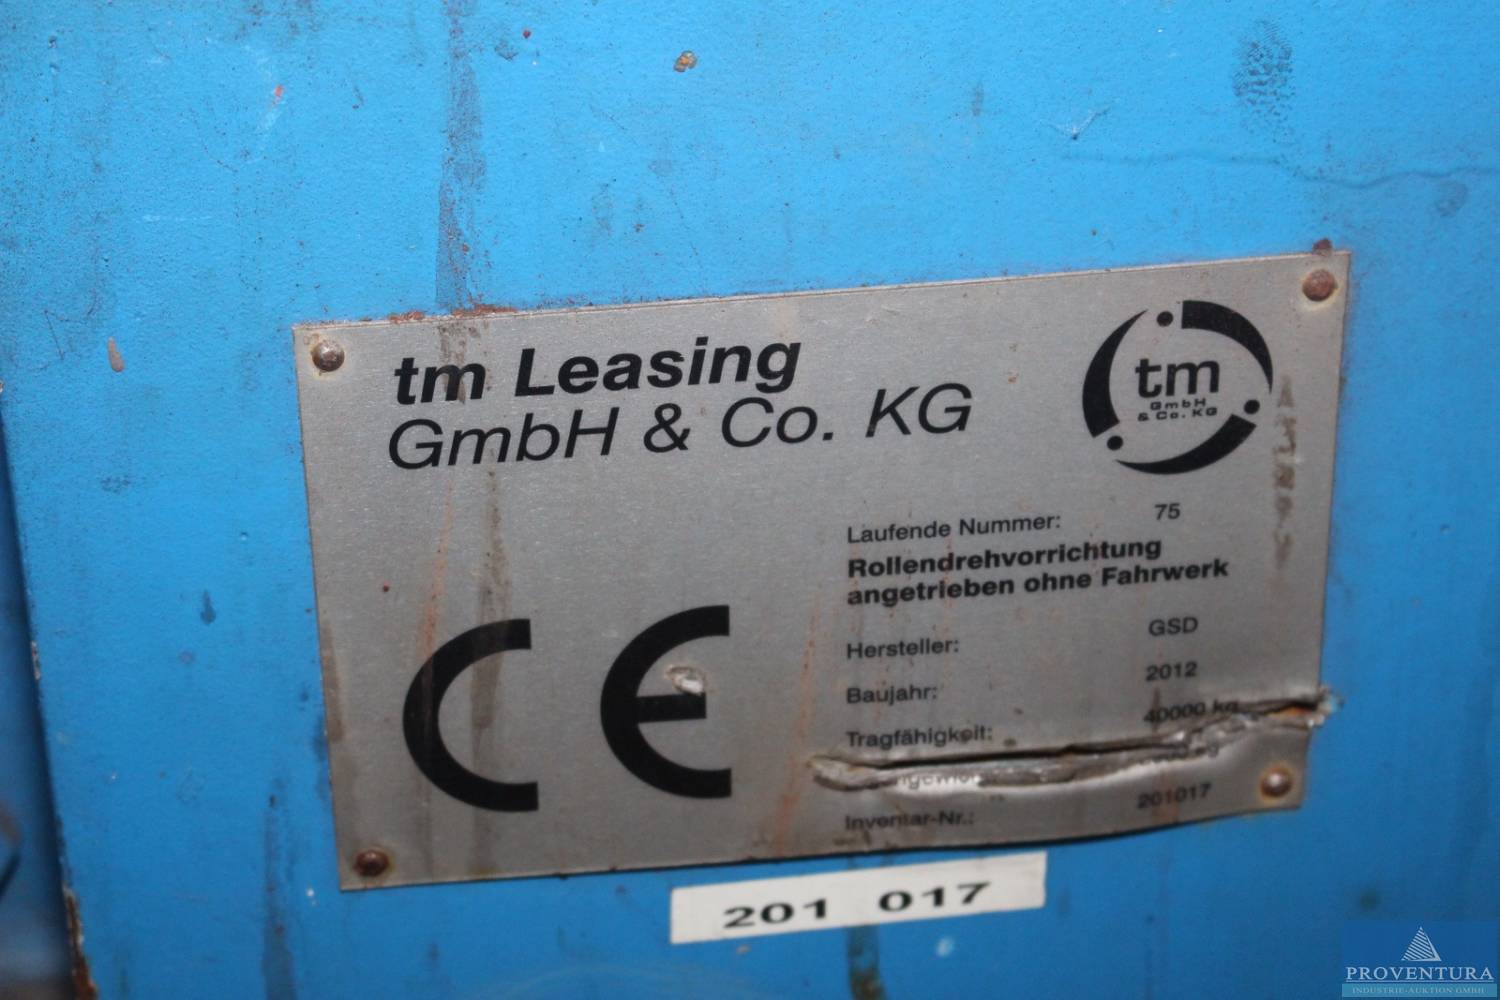 tm Leasing
GmbH & Co. KG
tm
GmbH
& Co. KG
Laufende Nummer: 75
Rollendrehvorrichtung
angetrieben ohne Fahrwerk
Hersteller: GSD
Baujahr: 2012
Tragfähigkeit: 40000 kg
kg
Inventar-Nr.: 201017
CE
201 017
PROVENTURA
INDUSTRIE-AUKTION GMBH